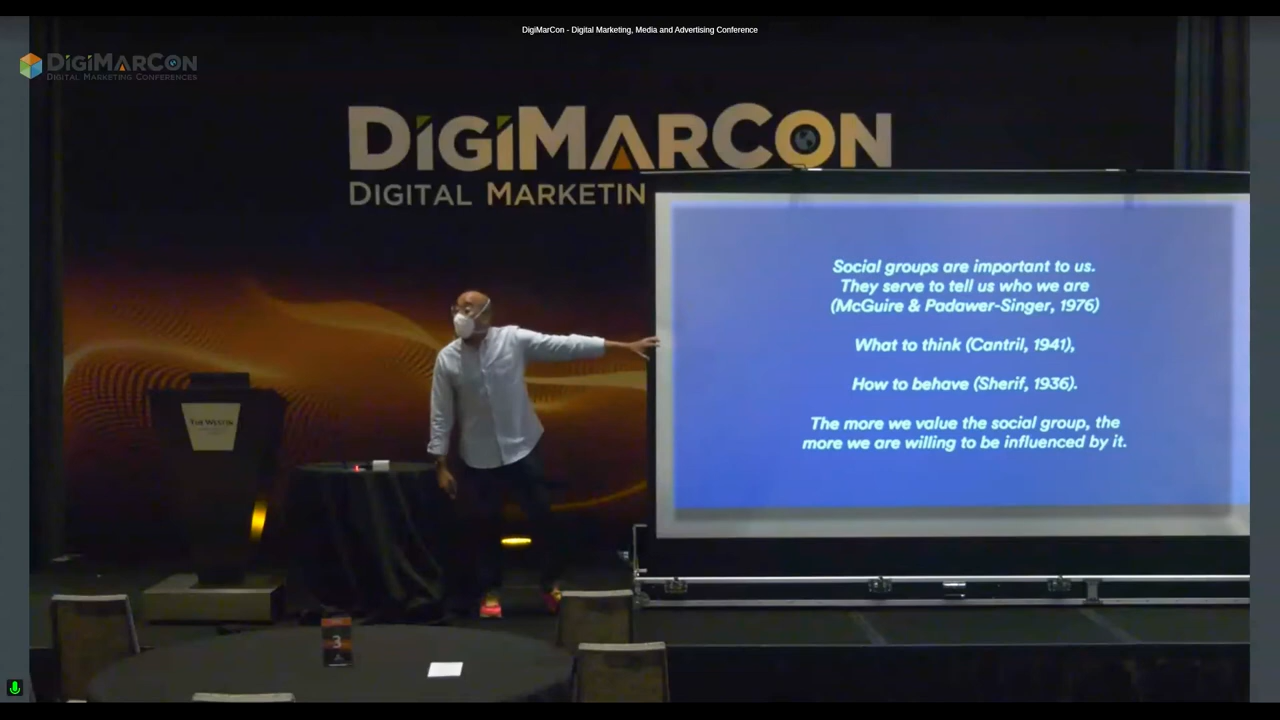 DigiMarCon - Digital Marketing, Media and Advertising Conference
DIGIMARCON
DIGITAL MARKETING CONFERENCES
DIGIMARCON
DIGITAL MARKETIN
Social groups are important to us.
They serve to tell us who we are
(McGuire & Padawer-Singer, 1976)
What to think (Cantril, 1941),
How to behave (Sherif, 1936).
The more we value the social group, the
more we are willing to be influenced by it.
THE WESTIN
3